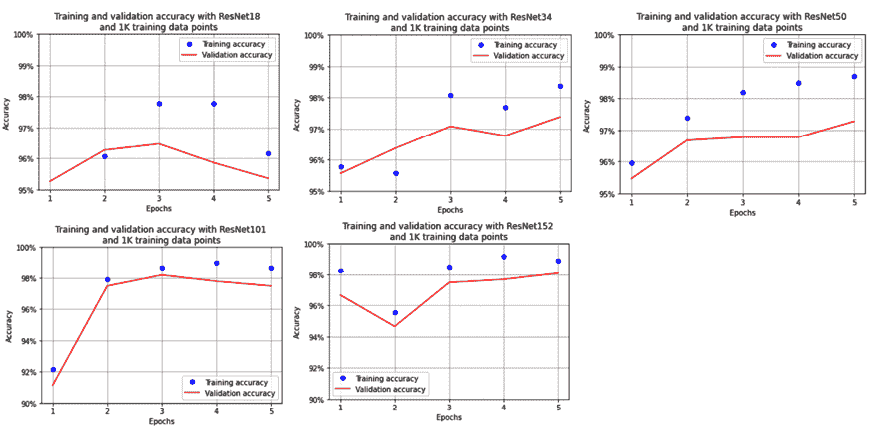 Training and validation accuracy with ResNet18
and 1K training data points
100%
99%
98%
97%
96%
95%
Accuracy
Training accuracy
Validation accuracy
1 2 3 4 5
Epochs
Training and validation accuracy with ResNet34
and 1K training data points
100%
99%
98%
97%
96%
95%
Accuracy
Training accuracy
Validation accuracy
1 2 3 4 5
Epochs
Training and validation accuracy with ResNet50
and 1K training data points
100%
99%
98%
97%
96%
95%
Accuracy
Training accuracy
Validation accuracy
1 2 3 4 5
Epochs
Training and validation accuracy with ResNet101
and 1K training data points
100%
98%
96%
94%
92%
90%
Accuracy
Training accuracy
Validation accuracy
1 2 3 4 5
Epochs
Training and validation accuracy with ResNet152
and 1K training data points
100%
98%
96%
94%
92%
90%
Accuracy
Training accuracy
Validation accuracy
1 2 3 4 5
Epochs